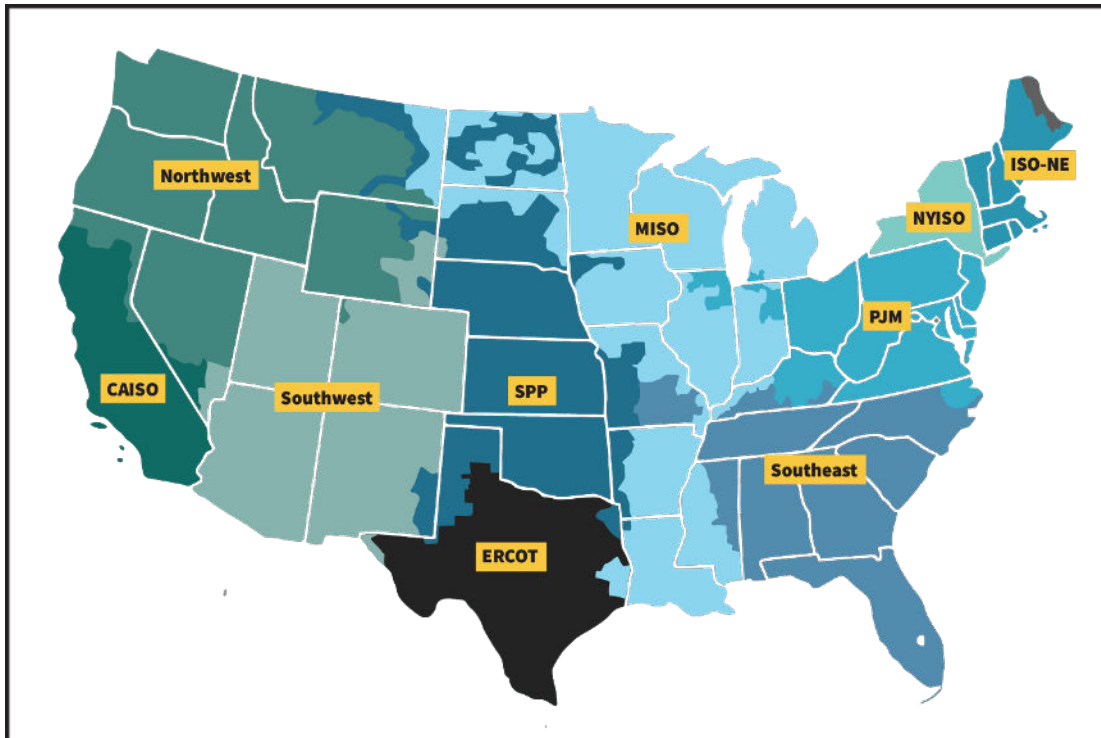 ISO-NE
Northwest
NYISO
MISO
PJM
CAISO
Southwest
SPP
Southeast
ERCOT